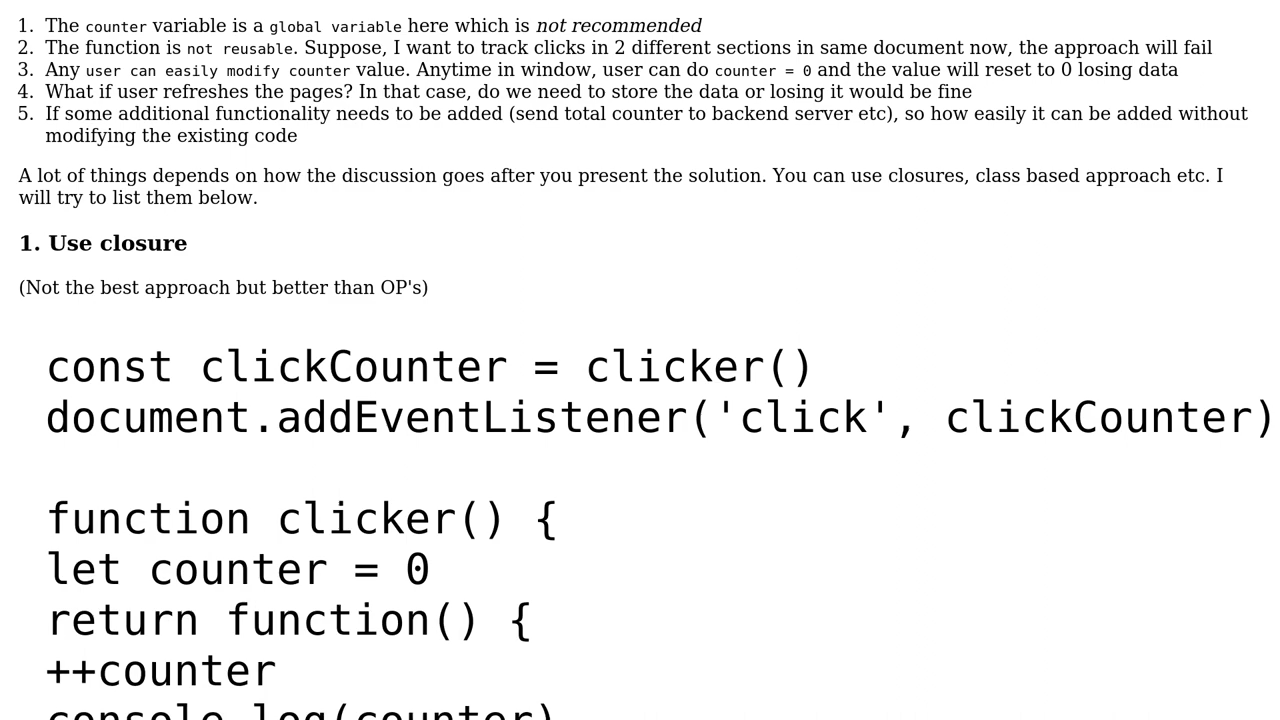 1. The counter variable is a global variable here which is not recommended
2. The function is not reusable. Suppose, I want to track clicks in 2 different sections in same document now, the approach will fail
3. Any user can easily modify counter value. Anytime in window, user can do counter = 0 and the value will reset to 0 losing data
4. What if user refreshes the pages? In that case, do we need to store the data or losing it would be fine
5. If some additional functionality needs to be added (send total counter to backend server etc), so how easily it can be added without
modifying the existing code
A lot of things depends on how the discussion goes after you present the solution. You can use closures, class based approach etc. I
will try to list them below.
1. Use closure
(Not the best approach but better than OP's)
const clickCounter = clicker()
document.addEventListener('click', clickCounter)
function clicker() {
let counter = 0
return function() {
++counter
console.log(counter)